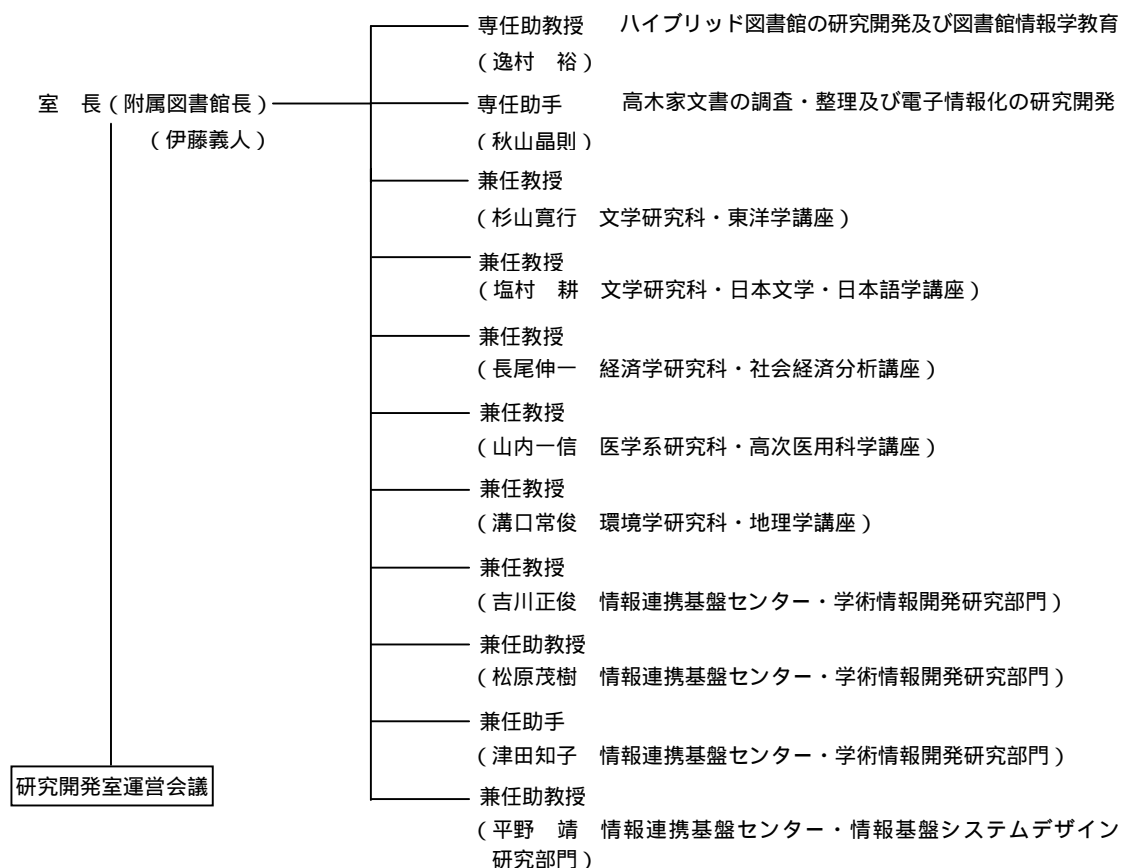 専任助教授　ハイブリッド図書館の研究開発及び図書館情報学教育
（逸村　裕）
室　長（附属図書館長）
（伊藤義人）
専任助手　高木家文書の調査・整理及び電子情報化の研究開発
（秋山晶則）
兼任教授
（杉山寛行　文学研究科・東洋学講座）
兼任教授
（塩村　耕　文学研究科・日本文学・日本語学講座）
兼任教授
（長尾伸一　経済学研究科・社会経済分析講座）
兼任教授
（山内一信　医学系研究科・高次医用科学講座）
兼任教授
（溝口常俊　環境学研究科・地理学講座）
兼任教授
（吉川正俊　情報連携基盤センター・学術情報開発研究部門）
兼任助教授
（松原茂樹　情報連携基盤センター・学術情報開発研究部門）
兼任助手
（津田知子　情報連携基盤センター・学術情報開発研究部門）
研究開発室運営会議
兼任助教授
（平野　靖　情報連携基盤センター・情報基盤システムデザイン
研究部門）